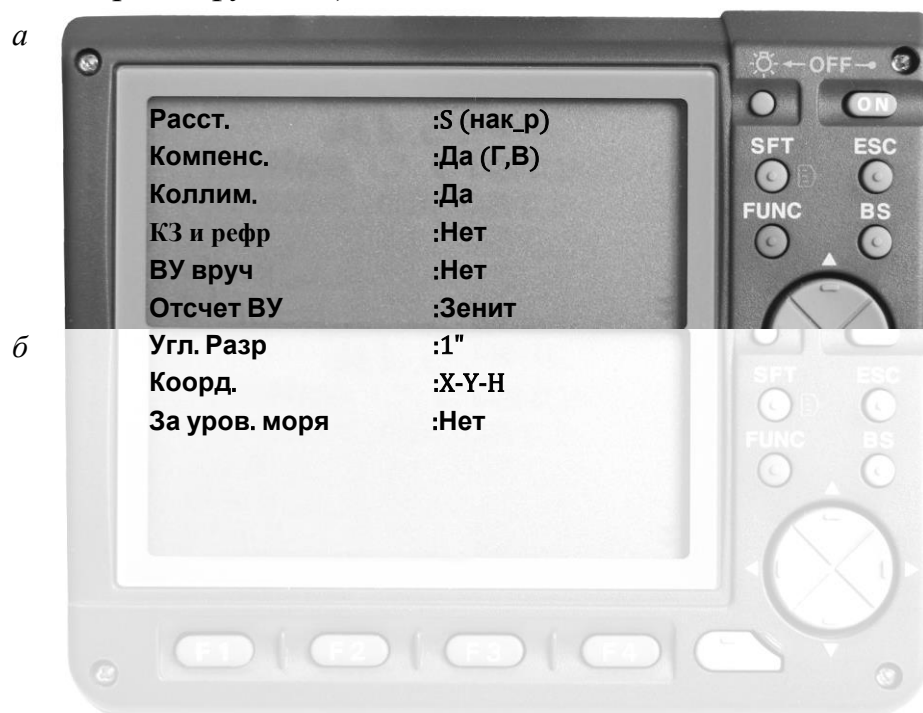 а
OFF
ON
Расст. :S (нак_р)
SFT ESC
Компенс. :Да (Г,В)
Коллим. :Да
FUNC BS
КЗ и рефр :Нет
ВУ вруч :Нет
Отсчет ВУ :Зенит
б
Угл. Разр :1"
Коорд. :X-Y-H
SFT ESC
За уров. моря :Нет
FUNC BS
F1 F2 F3 F4